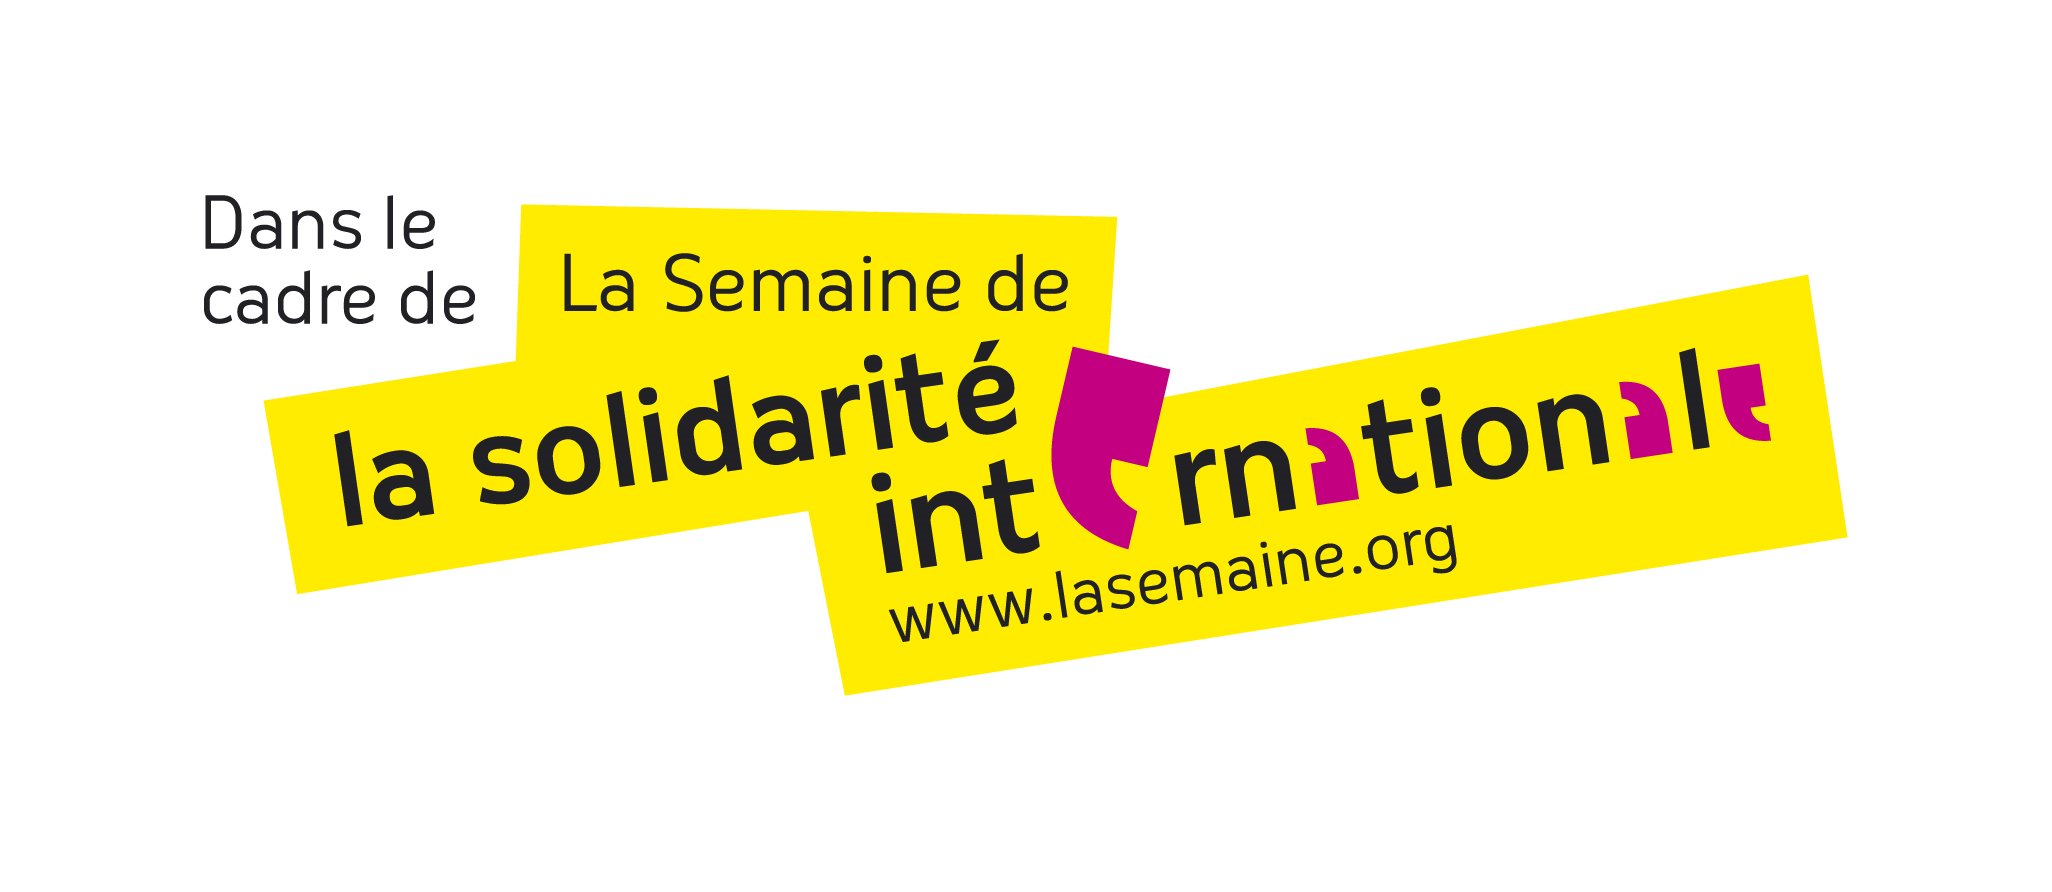 Dans le
cadre de
La Semaine de
la solidarité
internationale
www.lasemaine.org